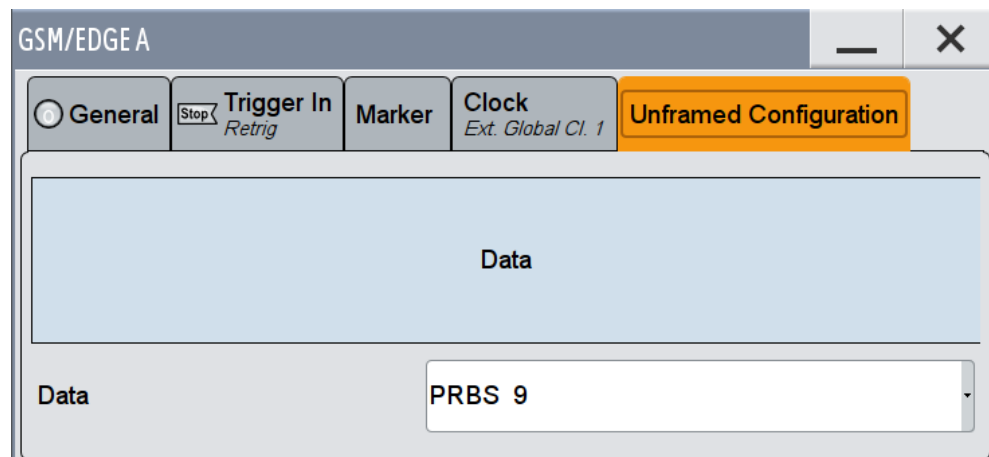 GSM/EDGE A
0 General
Stop Trigger In
Retrig
Marker
Clock
Ext. Global Cl. 1
Unframed Configuration
Data
Data
PRBS 9